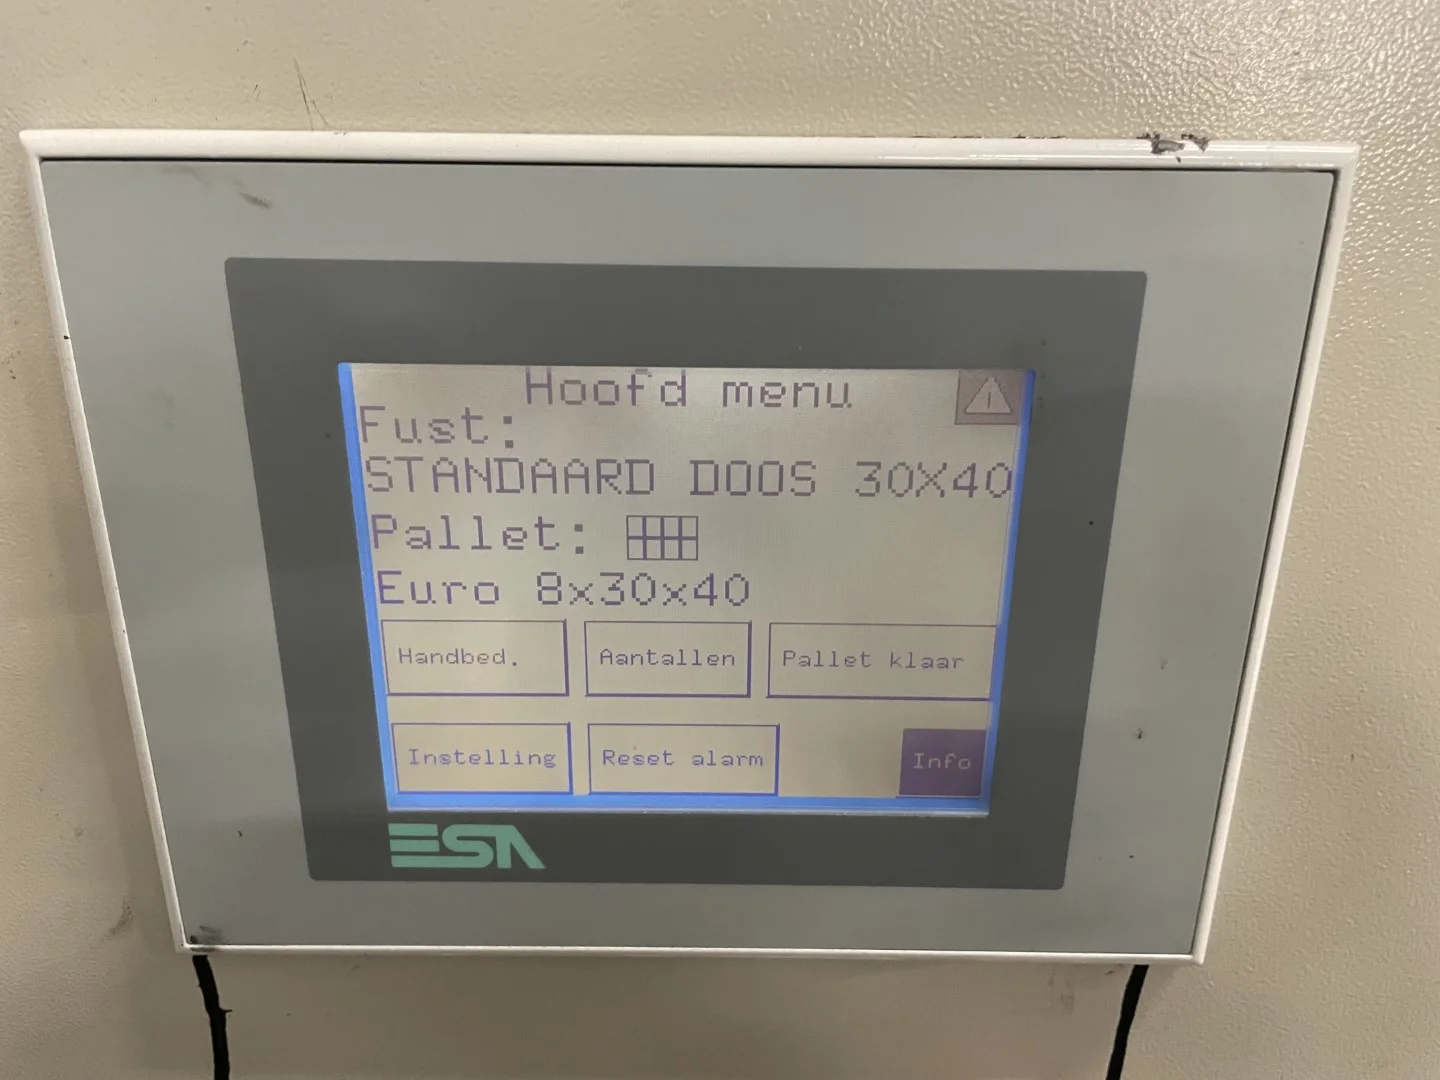 Hoofd menu
Fust:
STANDAARD DOOS 30X40
Pallet:
Euro 8x30x40
Handbed.
Aantallen
Pallet klaar
Instelling
Reset alarm
Info
ESA